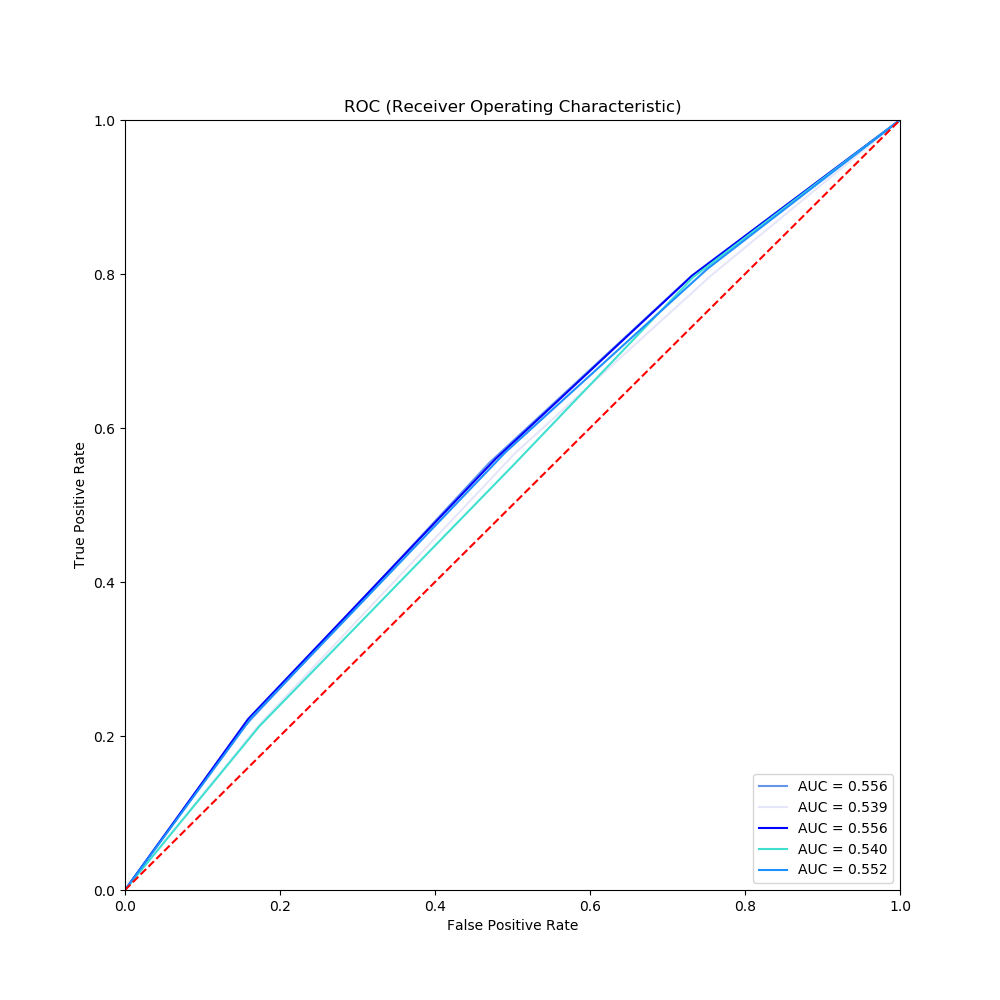 ROC (Receiver Operating Characteristic)
1.0
0.8
0.6
0.4
0.2
0.0
True Positive Rate
0.0 0.2 0.4 0.6 0.8 1.0
False Positive Rate
AUC = 0.556
AUC = 0.539
AUC = 0.556
AUC = 0.540
AUC = 0.552